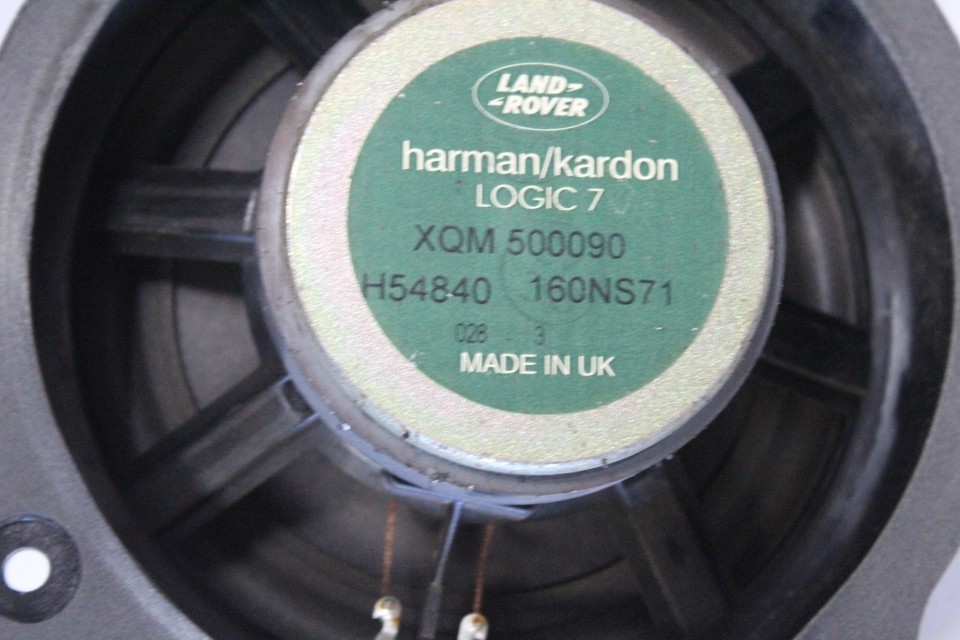 LAND
ROVER
harman/kardon
LOGIC 7
XQM 500090
H54840 160NS71
028 - 3
MADE IN UK